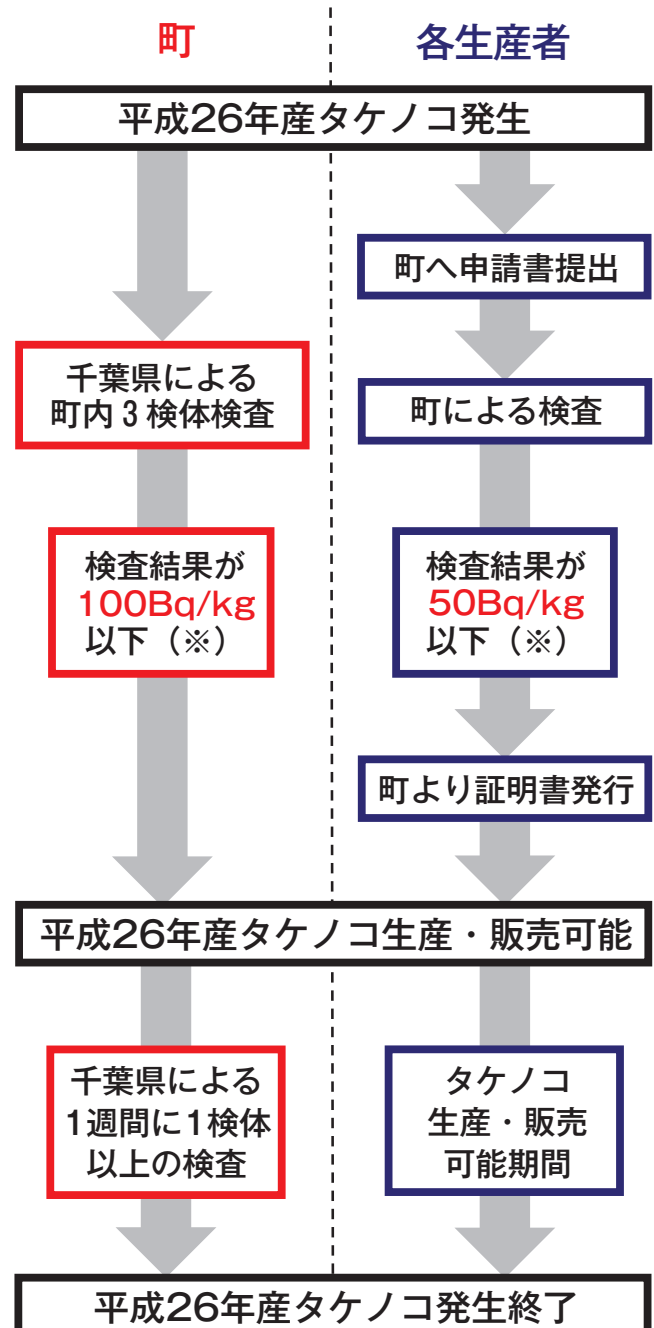 町
各生産者
平成26年産タケノコ発生
町へ申請書提出
千葉県による
町内3検体検査
町による検査
検査結果が
100Bq/kg
以下（※）
検査結果が
50Bq/kg
以下（※）
町より証明書発行
平成26年産タケノコ生産・販売可能
千葉県による
1週間に1検体
以上の検査
タケノコ
生産・販売
可能期間
平成26年産タケノコ発生終了